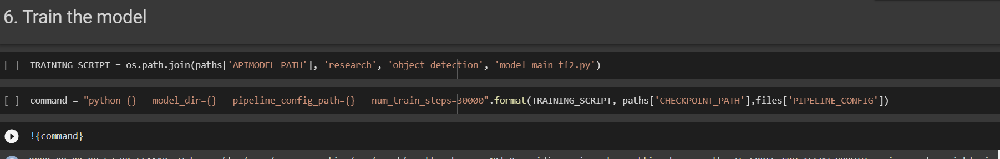 6. Train the model
[ ] TRAINING_SCRIPT = os.path.join(paths['APIMODEL_PATH'], 'research', 'object_detection', 'model_main_tf2.py')
[ ] command = "python {} --model_dir={} --pipeline_config_path={} --num_train_steps=30000".format(TRAINING_SCRIPT, paths['CHECKPOINT_PATH'],files['PIPELINE_CONFIG'])
!{command}